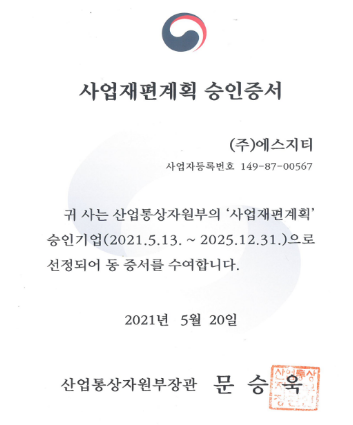 사업재편계획 승인증서
(주)에스지티
사업자등록번호 149-87-00567
귀 사는 산업통상자원부의 ‘사업재편계획’
승인기업(2021.5.13. ~ 2025.12.31.)으로
선정되어 동 증서를 수여합니다.
2021년 5월 20일
산업통상자원부장관 문 승 욱